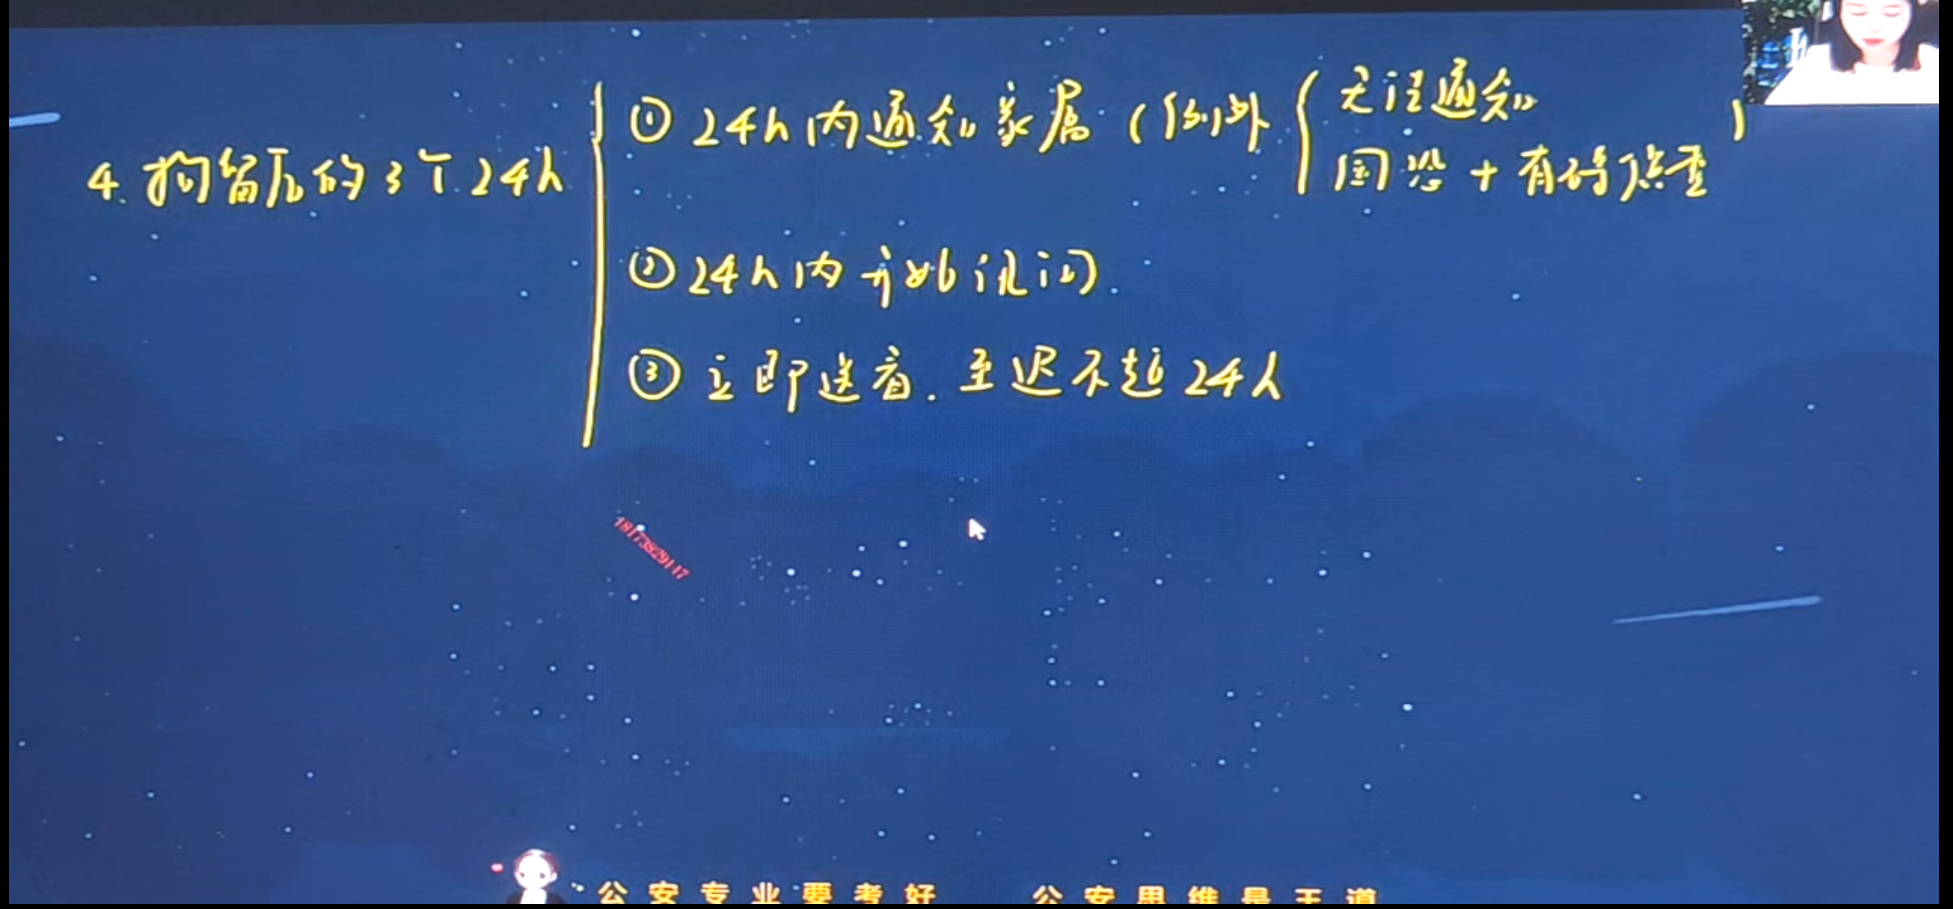 4. 拘留后的3个24h
① 24h内通知家属 (例外
无法通知
国恐 + 有碍侦查
)
② 24h内开始讯问.
③ 立即送看. 至迟不超24h
18173829117
公安专业要考好 公安思维是王道